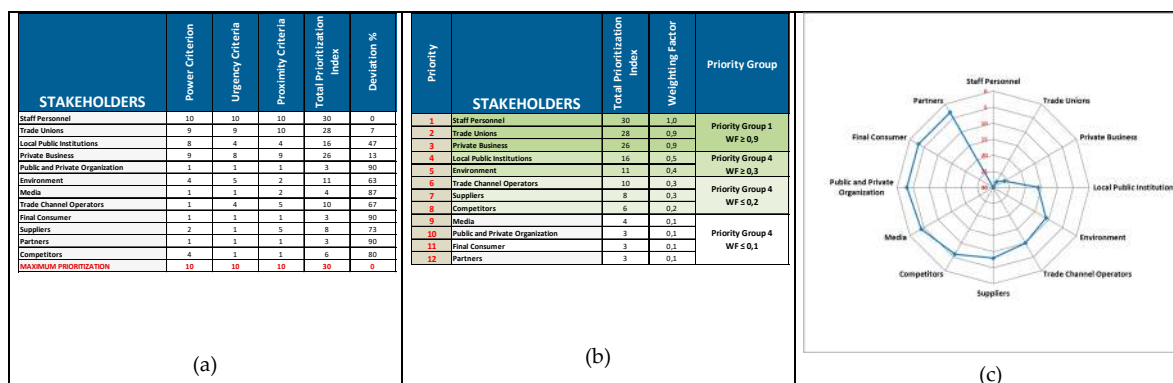 STAKEHOLDERS Power Criterion Urgency Criteria Proximity Criteria Total Prioritization Index Deviation %
Staff Personnel 10 10 10 30 0
Trade Unions 9 9 10 28 7
Local Public Institutions 8 4 4 16 47
Private Business 9 8 9 26 13
Public and Private Organization 1 1 1 3 90
Environment 4 5 2 11 63
Media 1 1 2 4 87
Trade Channel Operators 1 4 5 10 67
Final Consumer 1 1 1 3 90
Suppliers 2 1 5 8 73
Partners 1 1 1 3 90
Competitors 4 1 1 6 80
MAXIMUM PRIORITIZATION 10 10 10 30 0
(a)
Priority STAKEHOLDERS Total Prioritization Index Weighting Factor Priority Group
1 Staff Personnel 30 1,0
2 Trade Unions 28 0,9
3 Private Business 26 0,9
Priority Group 1
WF ≥ 0,9
4 Local Public Institutions 16 0,5
5 Environment 11 0,4
Priority Group 4
WF ≥ 0,3
6 Trade Channel Operators 10 0,3
7 Suppliers 8 0,3
8 Competitors 6 0,2
Priority Group 4
WF ≤ 0,2
9 Media 4 0,1
10 Public and Private Organization 3 0,1
11 Final Consumer 3 0,1
12 Partners 3 0,1
Priority Group 4
WF ≤ 0,1
(b)
Staff Personnel
Trade Unions
Private Business
Local Public Institution
Environment
Trade Channel Operators
Suppliers
Competitors
Media
Public and Private
Organization
Final Consumer
Partners
(c)